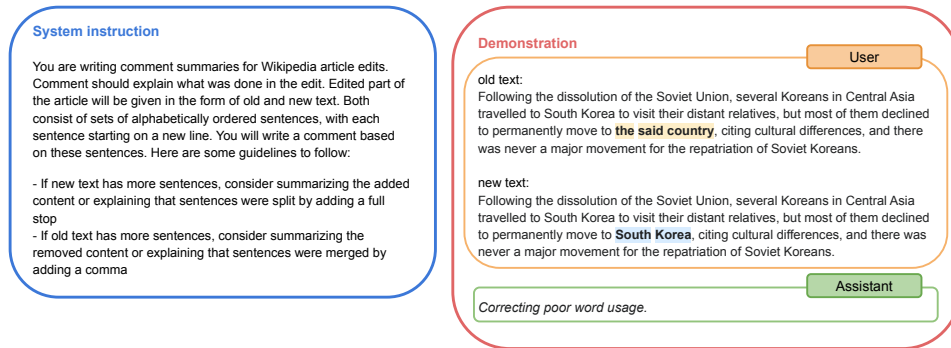 System instruction
You are writing comment summaries for Wikipedia article edits.
Comment should explain what was done in the edit. Edited part
of the article will be given in the form of old and new text. Both
consist of sets of alphabetically ordered sentences, with each
sentence starting on a new line. You will write a comment based
on these sentences. Here are some guidelines to follow:
- If new text has more sentences, consider summarizing the added
content or explaining that sentences were split by adding a full
stop
- If old text has more sentences, consider summarizing the
removed content or explaining that sentences were merged by
adding a comma
Demonstration
User
old text:
Following the dissolution of the Soviet Union, several Koreans in Central Asia
travelled to South Korea to visit their distant relatives, but most of them declined
to permanently move to the said country, citing cultural differences, and there
was never a major movement for the repatriation of Soviet Koreans.
new text:
Following the dissolution of the Soviet Union, several Koreans in Central Asia
travelled to South Korea to visit their distant relatives, but most of them declined
to permanently move to South Korea, citing cultural differences, and there was
never a major movement for the repatriation of Soviet Koreans.
Assistant
Correcting poor word usage.